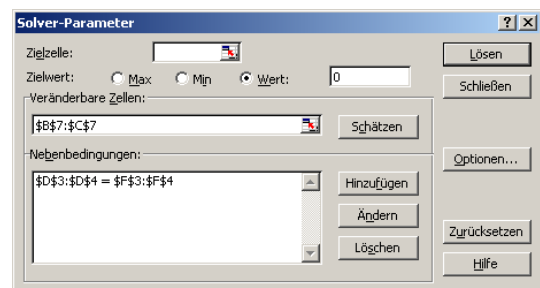 Solver-Parameter
Zielzelle:
Lösen
Zielwert: Max Min Wert: 0
Schließen
Veränderbare Zellen:
$B$7:$C$7
Schätzen
Nebenbedingungen:
Optionen...
$D$3:$D$4 = $F$3:$F$4
Hinzufügen
Ändern
Zurücksetzen
Löschen
Hilfe